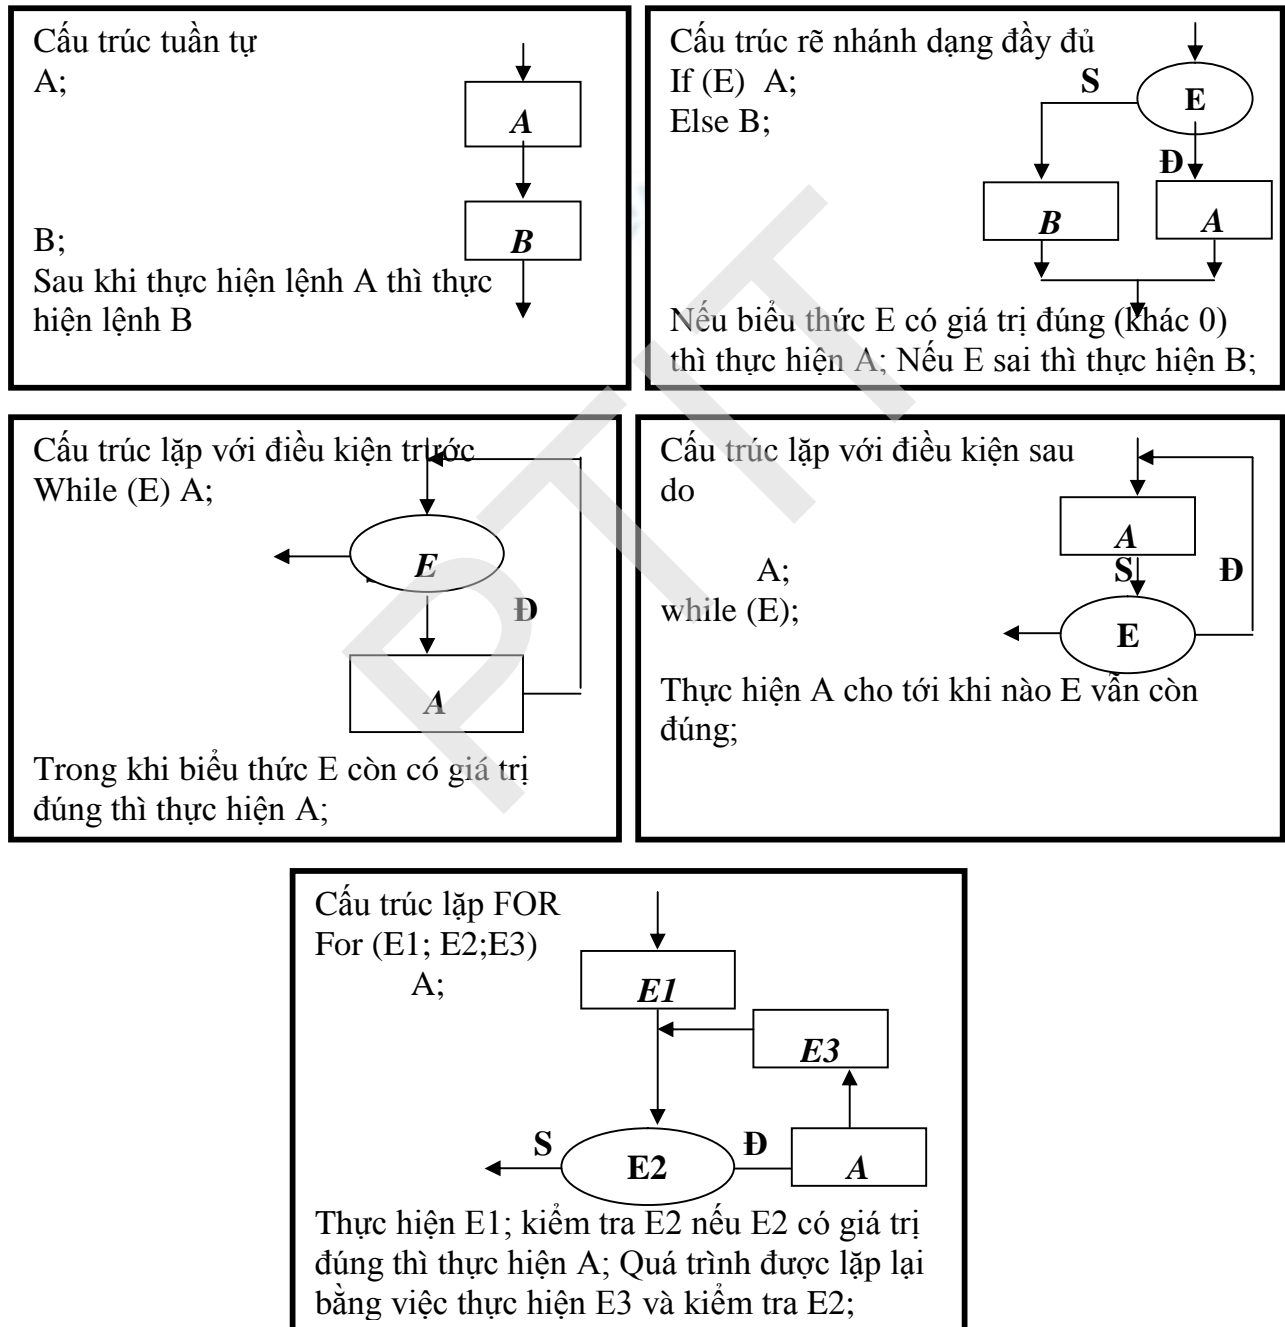 Cấu trúc tuần tự
A;
A
B
B;
Sau khi thực hiện lệnh A thì thực
hiện lệnh B
Cấu trúc rẽ nhánh dạng đầy đủ
If (E)  A;
Else B;
S
E
Đ
B
A
Nếu biểu thức E có giá trị đúng (khác 0)
thì thực hiện A; Nếu E sai thì thực hiện B;
Cấu trúc lặp với điều kiện trước
While (E) A;
E
Đ
A
Trong khi biểu thức E còn có giá trị
đúng thì thực hiện A;
Cấu trúc lặp với điều kiện sau
do
A;
while (E);
A
S
Đ
E
Thực hiện A cho tới khi nào E vẫn còn
đúng;
Cấu trúc lặp FOR
For (E1; E2;E3)
A;
E1
E3
S
E2
Đ
A
Thực hiện E1; kiểm tra E2 nếu E2 có giá trị
đúng thì thực hiện A; Quá trình được lặp lại
bằng việc thực hiện E3 và kiểm tra E2;
PTIT